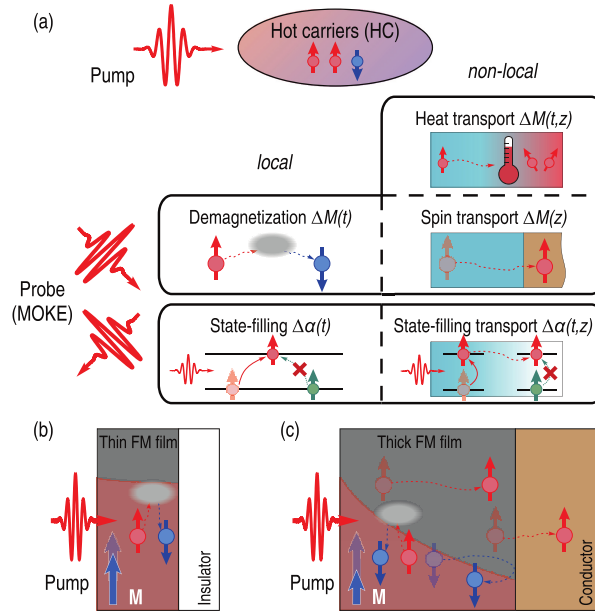 (a)
Hot carriers (HC)
Pump
non-local
Heat transport ΔM(t,z)
local
Demagnetization ΔM(t)
Spin transport ΔM(z)
Probe
(MOKE)
State-filling Δα(t)
State-filling transport Δα(t,z)
(b)
Thin FM film
Pump
M
Insulator
(c)
Thick FM film
Pump
M
Conductor